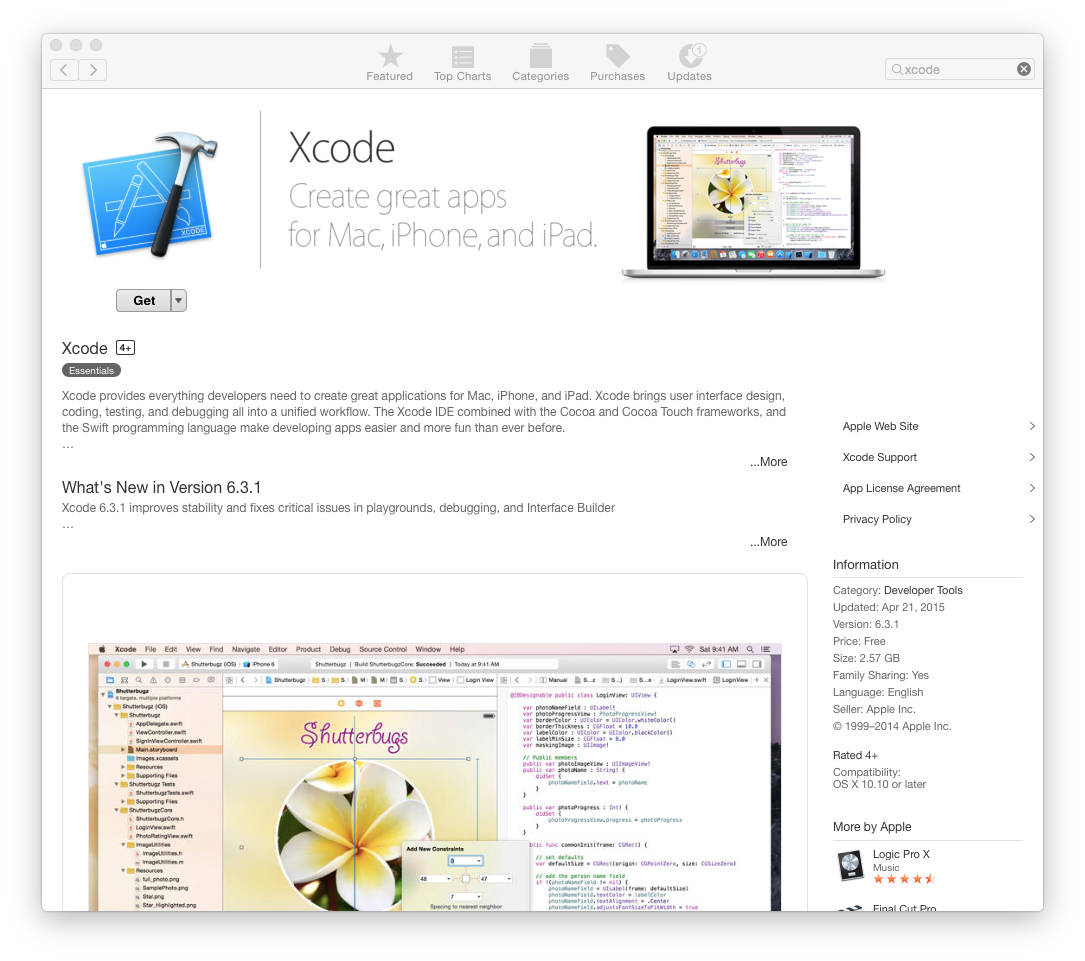 Featured
Top Charts
Categories
Purchases
1
Updates
xcode
XCODE
Xcode
Create great apps
for Mac, iPhone, and iPad.
Shutterbugs
Get
Xcode 4+
Essentials
Xcode provides everything developers need to create great applications for Mac, iPhone, and iPad. Xcode brings user interface design,
coding, testing, and debugging all into a unified workflow. The Xcode IDE combined with the Cocoa and Cocoa Touch frameworks, and
the Swift programming language make developing apps easier and more fun than ever before.
...
...More
What's New in Version 6.3.1
Xcode 6.3.1 improves stability and fixes critical issues in playgrounds, debugging, and Interface Builder
...
...More
Apple Web Site
Xcode Support
App License Agreement
Privacy Policy
Information
Category: Developer Tools
Updated: Apr 21, 2015
Version: 6.3.1
Price: Free
Size: 2.57 GB
Family Sharing: Yes
Language: English
Seller: Apple Inc.
© 1999–2014 Apple Inc.
Rated 4+
Compatibility:
OS X 10.10 or later
More by Apple
Logic Pro X
Music
Final Cut Pro
Xcode File Edit View Find Navigate Editor Product Debug Source Control Window Help Sat 9:41 AM
Shutterbugz (iOS) iPhone 6 Shutterbugz | Build ShutterbugzCore: Succeeded | Today at 9:41 AM
Shutterbugz S... S... M M S... S... View Login View Manual S...z S... S...e LoginView.swift LoginView
Shutterbugz
6 targets, multiple platforms
Shutterbugz (iOS)
Shutterbugz
AppDelegate.swift
ViewController.swift
SignInViewController.swift
Main.storyboard
Images.xcassets
Resources
Supporting Files
Shutterbugz Tests
ShutterbugzTests.swift
Supporting Files
ShutterbugzCore
ShutterbugzCore.h
LoginView.swift
PhotoRatingView.swift
ImageUtilities
ImageUtilities.h
ImageUtilities.m
Resources
full_photo.png
SamplePhoto.png
Star.png
Star_Highlighted.png
Shutterbugs
Add New Constraints
0
48
47
7
Spacing to nearest neighbor
@IBDesignable public class LoginView: UIView {
var photoNameField : UILabel!
var photoProgressView : PhotoProgressView!
var borderColor : UIColor = UIColor.whiteColor()
var borderThickness : CGFloat = 10.0
var labelColor : UIColor = UIColor.blackColor()
var labelMinSize : CGFloat = 8.0
var maskingImage : UIImage!
// Public members
public var photoImageView : UIImageView!
public var photoName : String! {
didSet {
photoNameField.text = photoName
}
}
public var photoProgress : Int! {
didSet {
photoProgressView.progress = photoProgress
}
}
public func commonInit(frame: CGRect) {
// set defaults
var defaultSize = CGRect(origin: CGPointZero, size: CGSizeZero)
// add the person name field
if !(photoNameField != nil) {
photoNameField = UILabel(frame: defaultSize)
photoNameField.textColor = labelColor
photoNameField.textAlignment = .Center
photoNameField.adjustsFontSizeToFitWidth = true